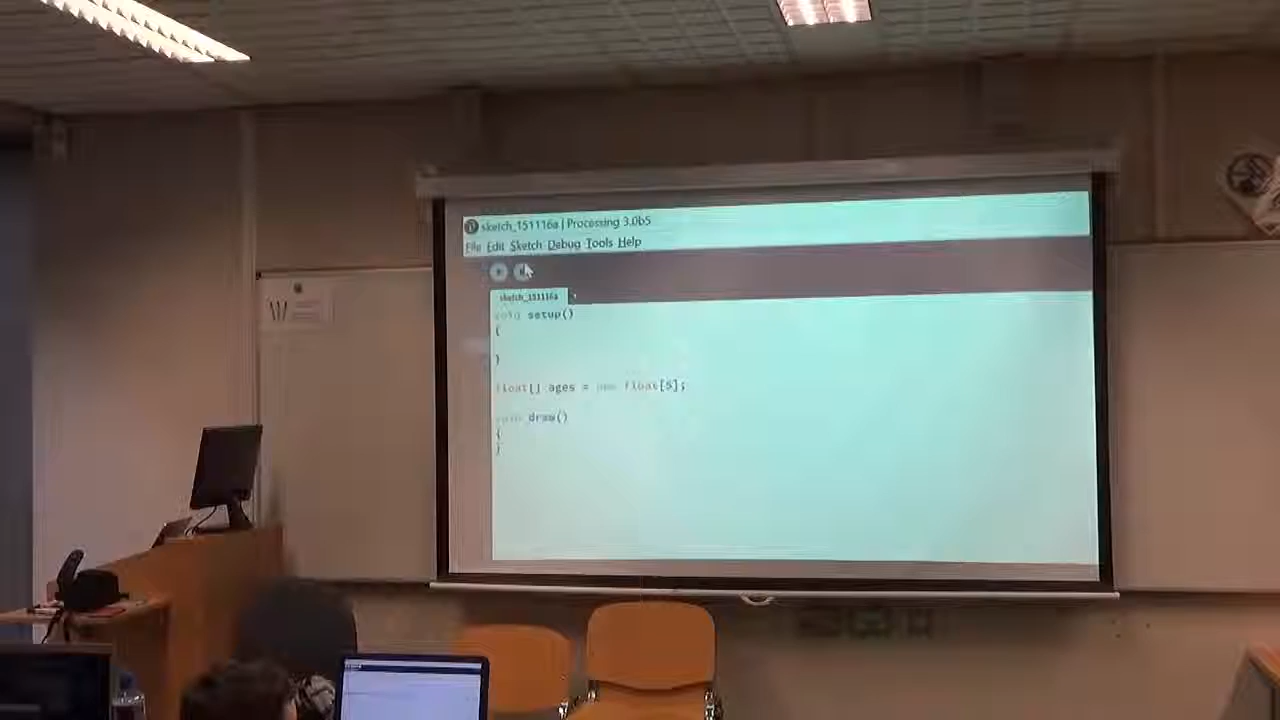 sketch_151116a | Processing 3.0b5
File Edit Sketch Debug Tools Help
sketch_151116a
void setup()
{
}
float[] ages = new float[5];
void draw()
{
}